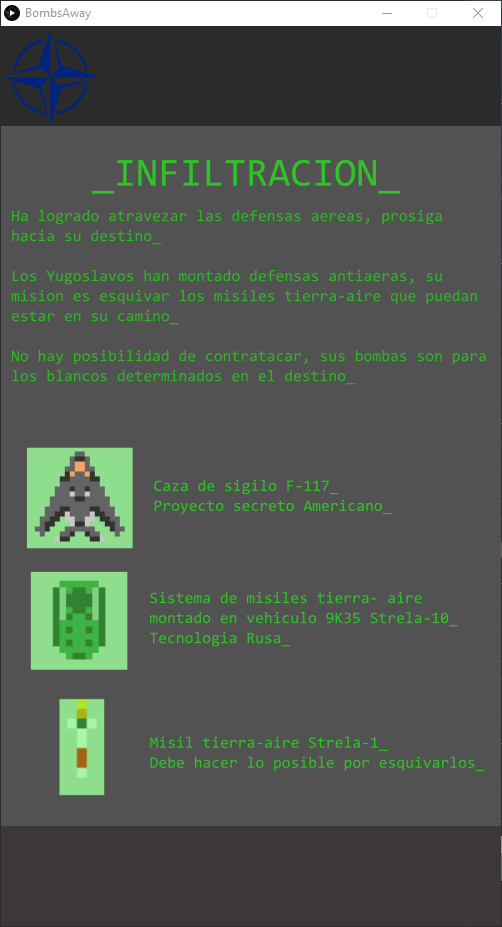 BombsAway
_INFILTRACION_
Ha logrado atravezar las defensas aereas, prosiga
hacia su destino_
Los Yugoslavos han montado defensas antiaeras, su
mision es esquivar los misiles tierra-aire que puedan
estar en su camino_
No hay posibilidad de contratacar, sus bombas son para
los blancos determinados en el destino_
Caza de sigilo F-117_
Proyecto secreto Americano_
Sistema de misiles tierra- aire
montado en vehiculo 9K35 Strela-10_
Tecnologia Rusa_
Misil tierra-aire Strela-1_
Debe hacer lo posible por esquivarlos_